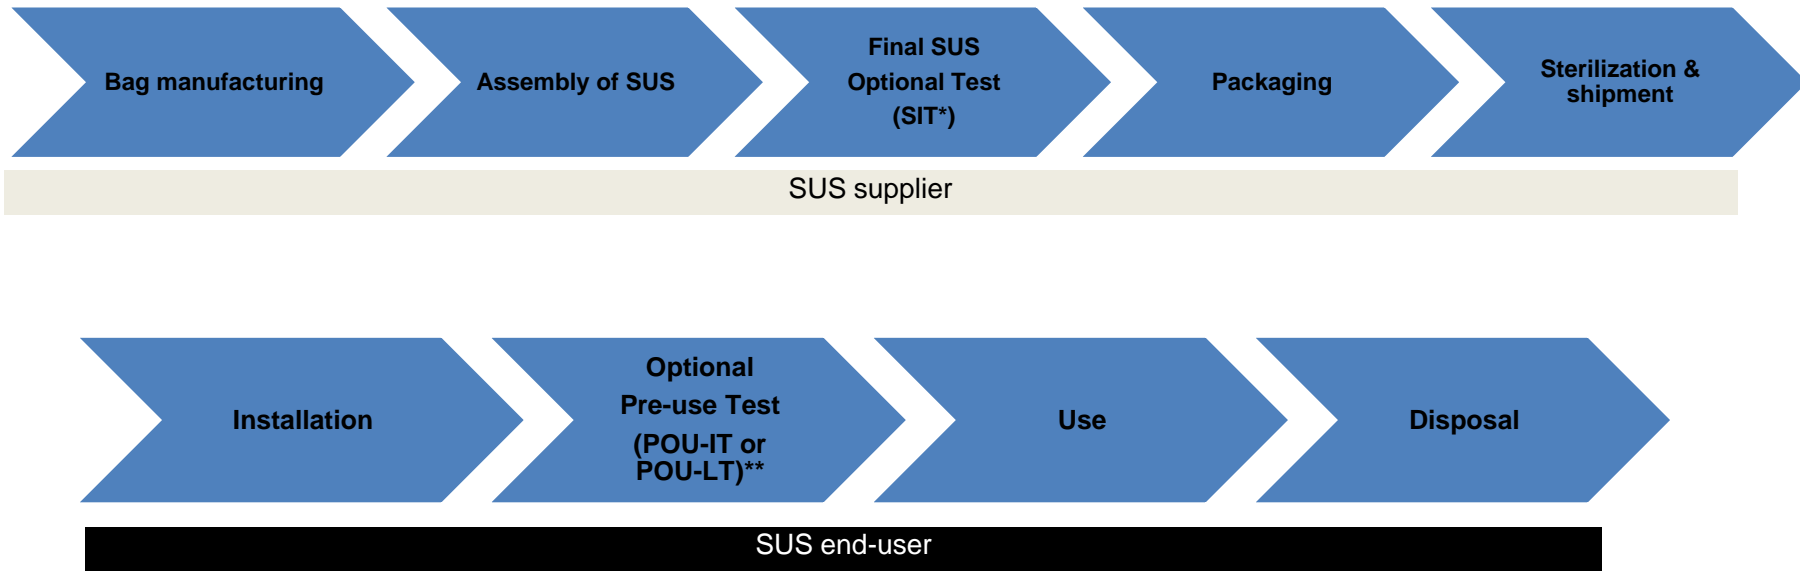 Bag manufacturing
Assembly of SUS
Final SUS
Optional Test
(SIT*)
Packaging
Sterilization &
shipment
SUS supplier
Installation
Optional
Pre-use Test
(POU-IT or
POU-LT)**
Use
Disposal
SUS end-user